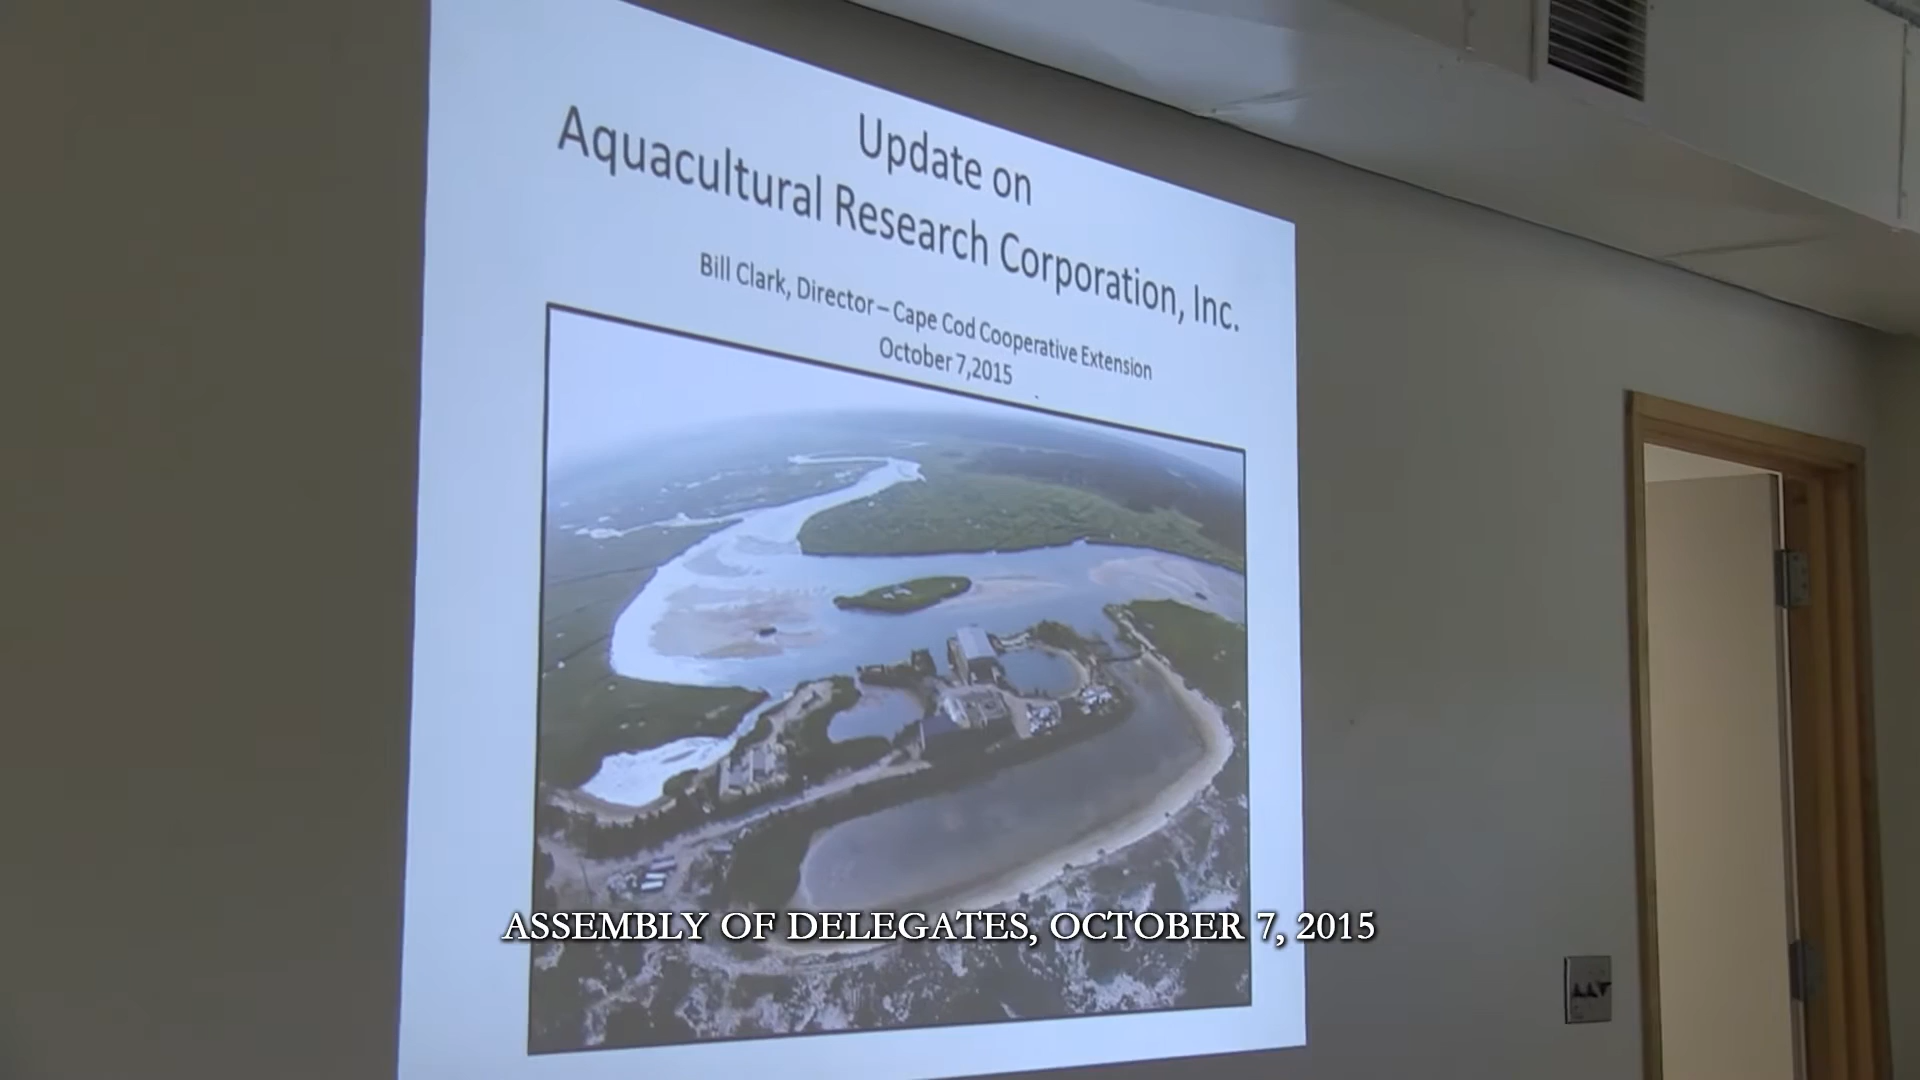 Update on
Aquacultural Research Corporation, Inc.
Bill Clark, Director – Cape Cod Cooperative Extension
October 7,2015
ASSEMBLY OF DELEGATES, OCTOBER 7, 2015